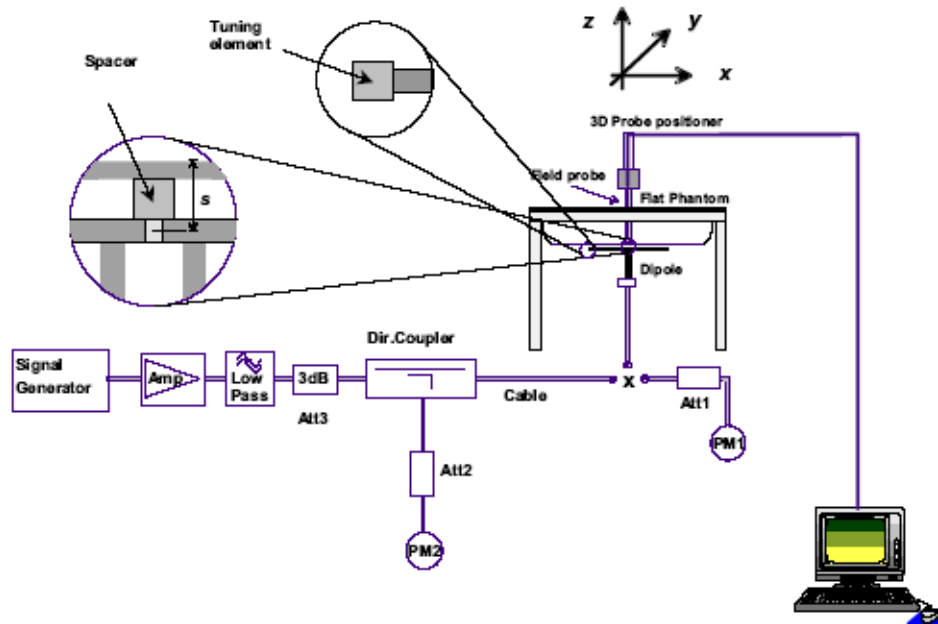 Tuning
element
z
y
x
Spacer
3D Probe positioner
s
Field probe
Flat Phantom
Dipole
Dir.Coupler
Signal
Generator
Amp
Low
Pass
3dB
Att3
Cable
x
Att1
PM1
Att2
PM2